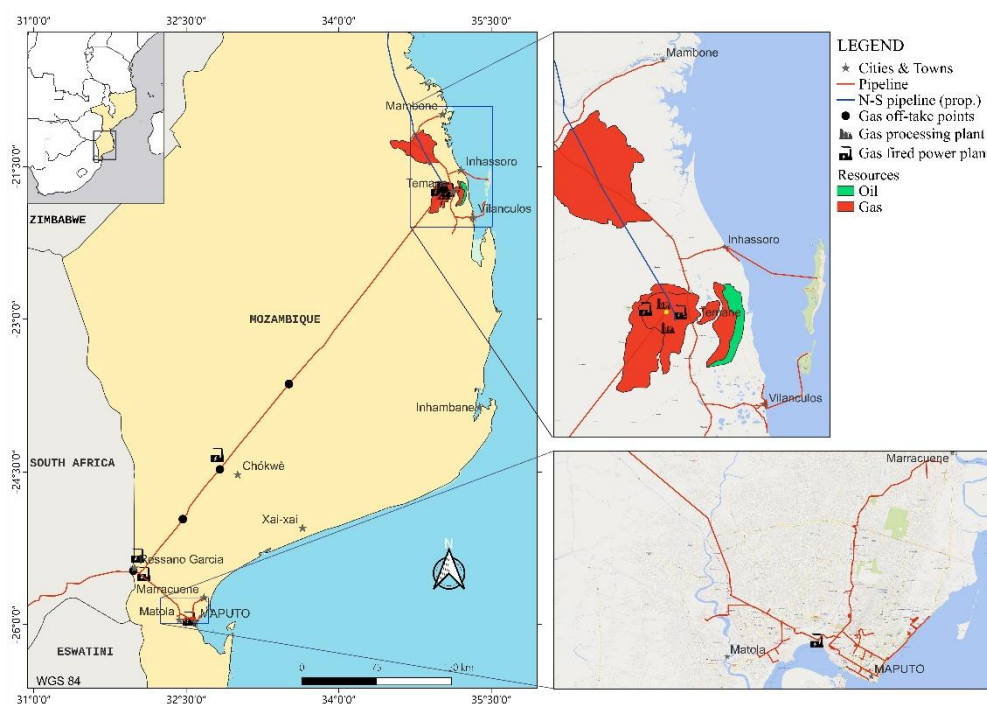 31°0'0"
32°30'0"
34°0'0"
35°30'0"
-21°30'0"
-23°0'0"
-24°30'0"
-26°0'0"
ZIMBABWE
MOZAMBIQUE
SOUTH AFRICA
ESWATINI
Mambone
Inhassoro
Temane
Vilanculos
Inhambane
Chókwè
Xai-xai
Ressano Garcia
Marracuene
Matola
MAPUTO
N
0
75
WGS 84
31°0'0"
32°30'0"
34°0'0"
35°30'0"
Mambone
Inhassoro
Temane
Vilanculos
Marracuene
Matola
MAPUTO
LEGEND
Cities & Towns
Pipeline
N-S pipeline (prop.)
Gas off-take points
Gas processing plant
Gas fired power plant
Resources
Oil
Gas